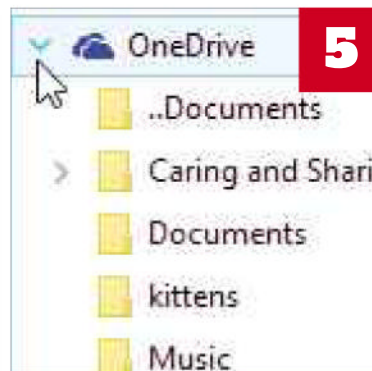 OneDrive 5
..Documents
Caring and Shari
Documents
kittens
Music